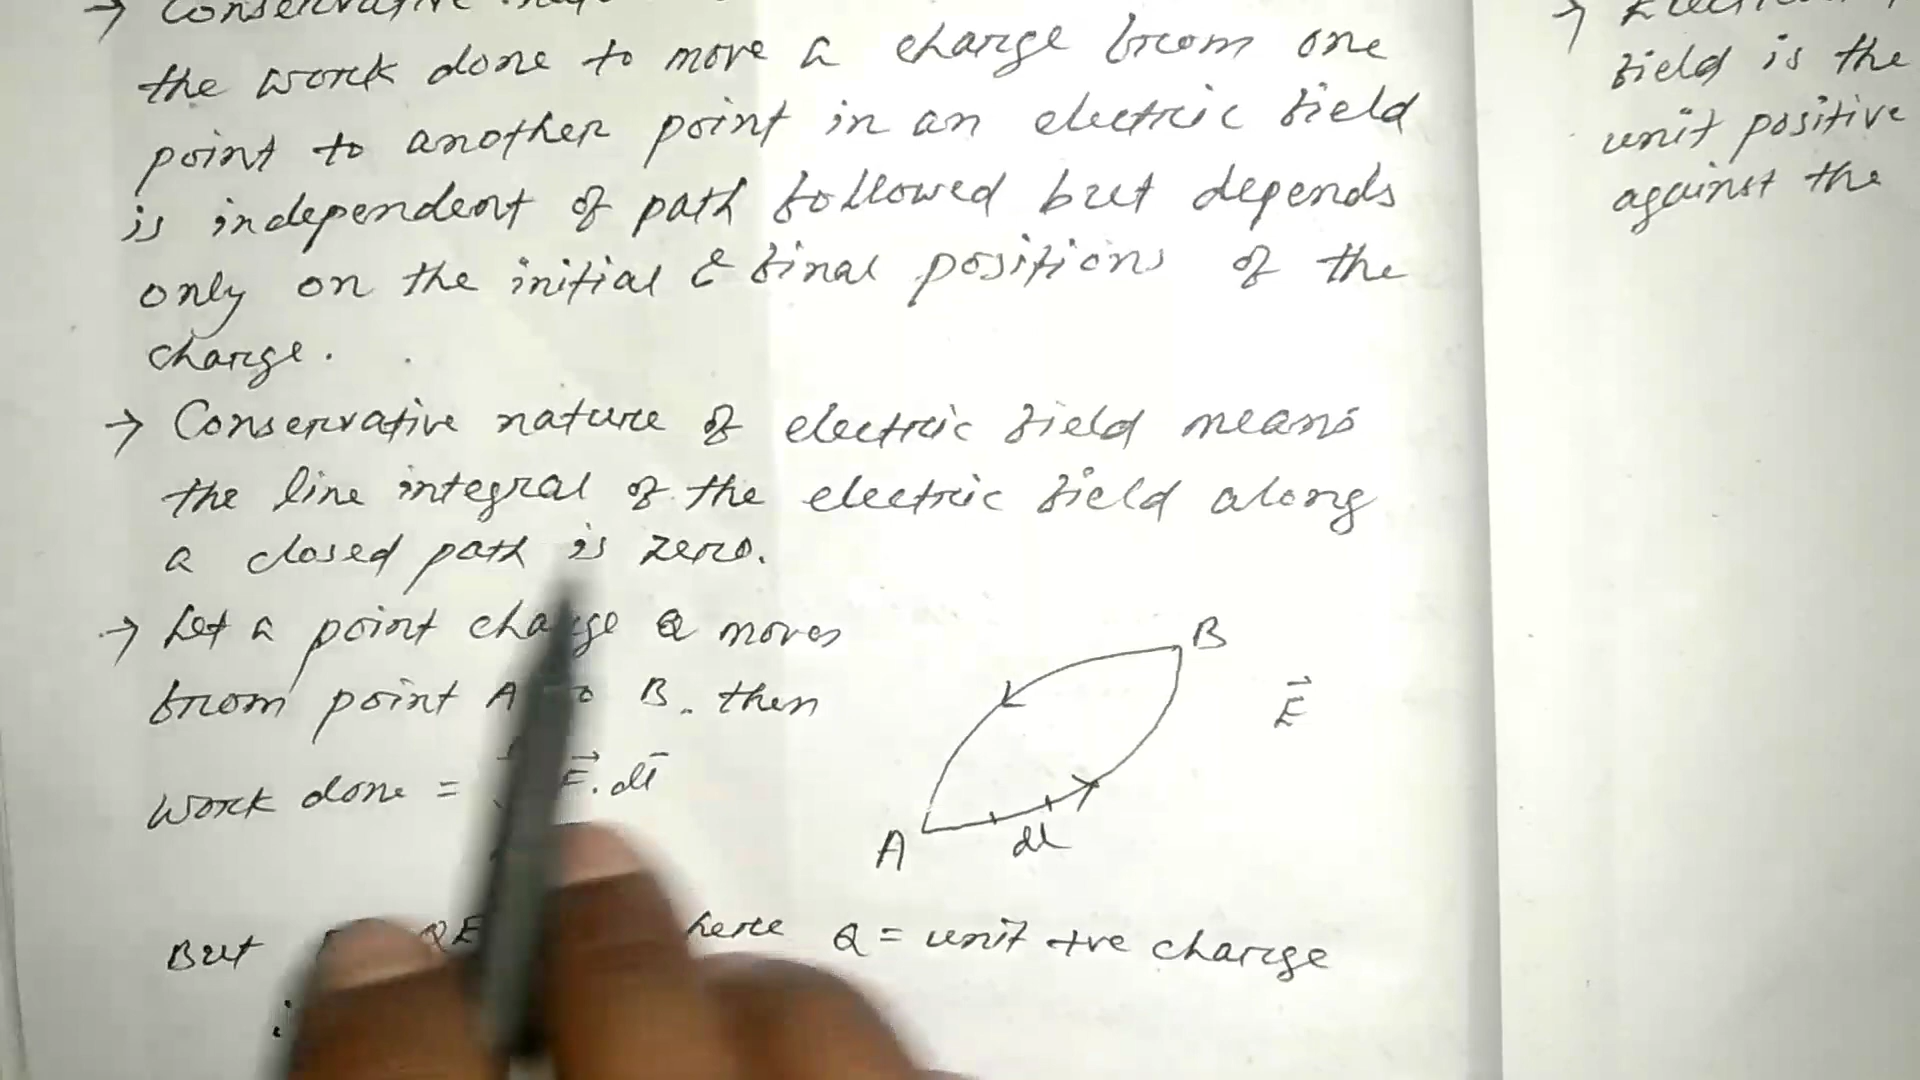 → Conservative
the work done to move a charge from one
point to another point in an electric field
is independent of path followed but depends
only on the initial & final positions of the
charge.
→ Conservative nature of electric field means
the line integral of the electric field along
a closed path is zero.
→ Let a point charge Q moves
from point A to B. then
Work done = E⃗. dl
But QE here Q = unit +ve charge
B
E⃗
A
dl
→
field is the
unit positive
against the